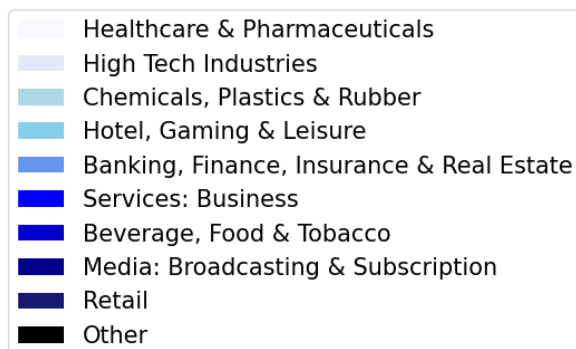 Healthcare & Pharmaceuticals
High Tech Industries
Chemicals, Plastics & Rubber
Hotel, Gaming & Leisure
Banking, Finance, Insurance & Real Estate
Services: Business
Beverage, Food & Tobacco
Media: Broadcasting & Subscription
Retail
Other